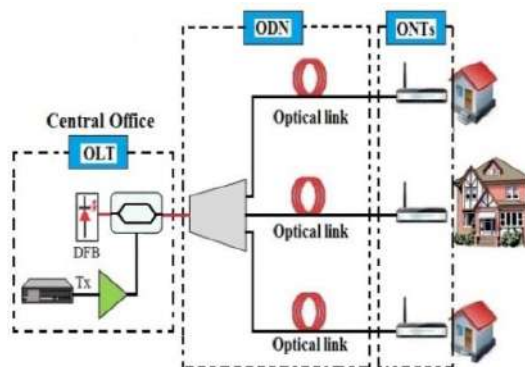 ODN
ONTs
Optical link
Central Office
OLT
DFB
Tx
Optical link
Optical link